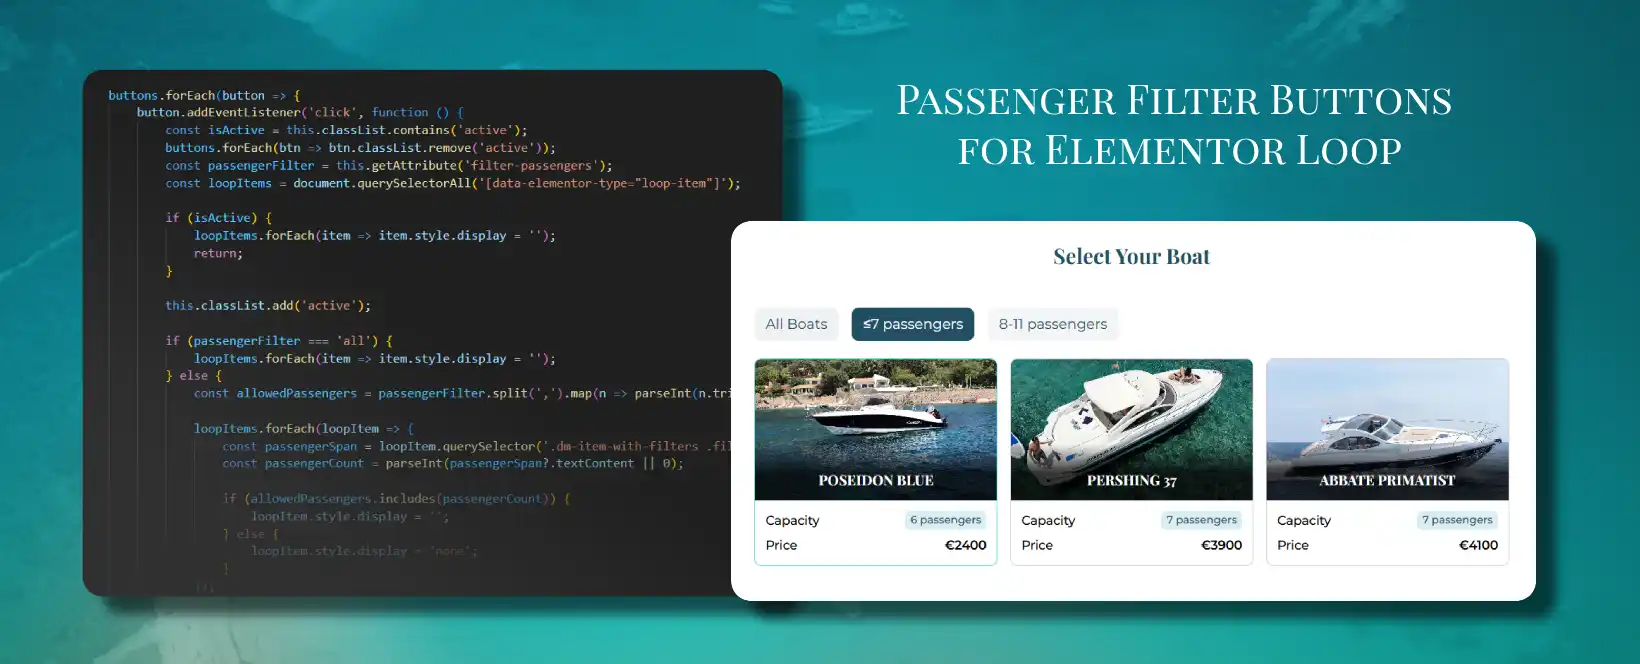 buttons.forEach(button => {
button.addEventListener('click', function () {
const isActive = this.classList.contains('active');
buttons.forEach(btn => btn.classList.remove('active'));
const passengerFilter = this.getAttribute('filter-passengers');
const loopItems = document.querySelectorAll('[data-elementor-type="loop-item"]');
if (isActive) {
loopItems.forEach(item => item.style.display = '');
return;
}
this.classList.add('active');
if (passengerFilter === 'all') {
loopItems.forEach(item => item.style.display = '');
} else {
const allowedPassengers = passengerFilter.split(',').map(n => parseInt(n.tri
loopItems.forEach(loopItem => {
const passengerSpan = loopItem.querySelector('.dm-item-with-filters .fil
const passengerCount = parseInt(passengerSpan?.textContent || 0);
if (allowedPassengers.includes(passengerCount)) {
loopItem.style.display = '';
} else {
loopItem.style.display = 'none';
}
});
Passenger Filter Buttons
for Elementor Loop
Select Your Boat
All Boats
≤7 passengers
8-11 passengers
POSEIDON BLUE
Capacity 6 passengers
Price €2400
PERSHING 37
Capacity 7 passengers
Price €3900
ABBATE PRIMATIST
Capacity 7 passengers
Price €4100